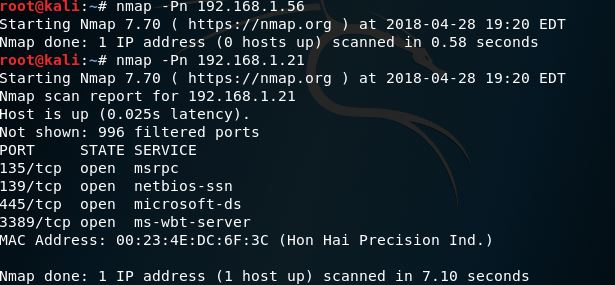 root@kali:~# nmap -Pn 192.168.1.56
Starting Nmap 7.70 ( https://nmap.org ) at 2018-04-28 19:20 EDT
Nmap done: 1 IP address (0 hosts up) scanned in 0.58 seconds
root@kali:~# nmap -Pn 192.168.1.21
Starting Nmap 7.70 ( https://nmap.org ) at 2018-04-28 19:20 EDT
Nmap scan report for 192.168.1.21
Host is up (0.025s latency).
Not shown: 996 filtered ports
PORT     STATE SERVICE
135/tcp  open  msrpc
139/tcp  open  netbios-ssn
445/tcp  open  microsoft-ds
3389/tcp open  ms-wbt-server
MAC Address: 00:23:4E:DC:6F:3C (Hon Hai Precision Ind.)
Nmap done: 1 IP address (1 host up) scanned in 7.10 seconds